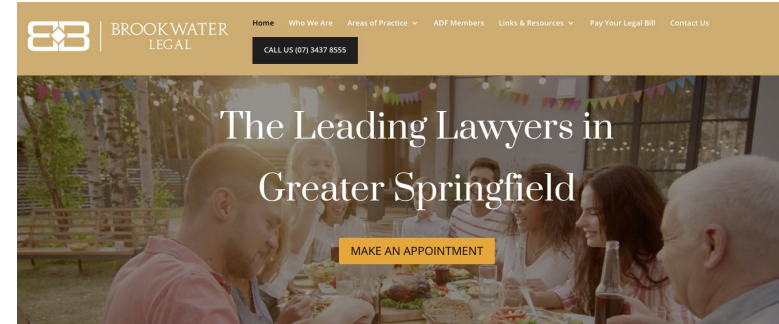 BROOKWATER
LEGAL
Home Who We Are Areas of Practice ADF Members Links & Resources Pay Your Legal Bill Contact Us
CALL US (07) 3437 8555
The Leading Lawyers in
Greater Springfield
MAKE AN APPOINTMENT